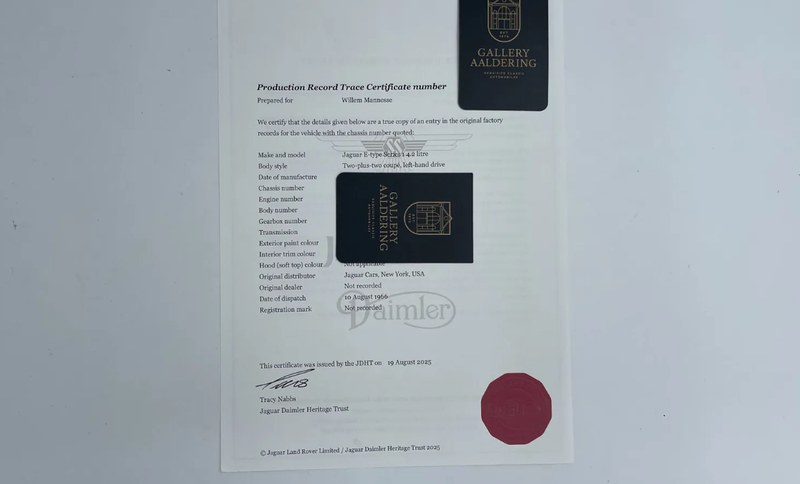 EST 1975
GALLERY
AALDERING
EXQUISITE CLASSIC
AUTOMOBILES
Production Record Trace Certificate number
Prepared for Willem Mannesse
We certify that the details given below are a true copy of an entry in the original factory
records for the vehicle with the chassis number quoted:
Make and model Jaguar E-type Series 1 4.2 litre
Body style Two-plus-two coupé, left-hand drive
Date of manufacture
Chassis number
Engine number
Body number
Gearbox number
Transmission
Exterior paint colour
Interior trim colour
Hood (soft top) colour Not applicable
GALLERY
AALDERING
Original distributor Jaguar Cars, New York, USA
Original dealer Not recorded
Date of dispatch 10 August 1966
Registration mark Not recorded
Daimler
This certificate was issued by the JDHT on 19 August 2025
Tracy Nabbs
Jaguar Daimler Heritage Trust
© Jaguar Land Rover Limited / Jaguar Daimler Heritage Trust 2025